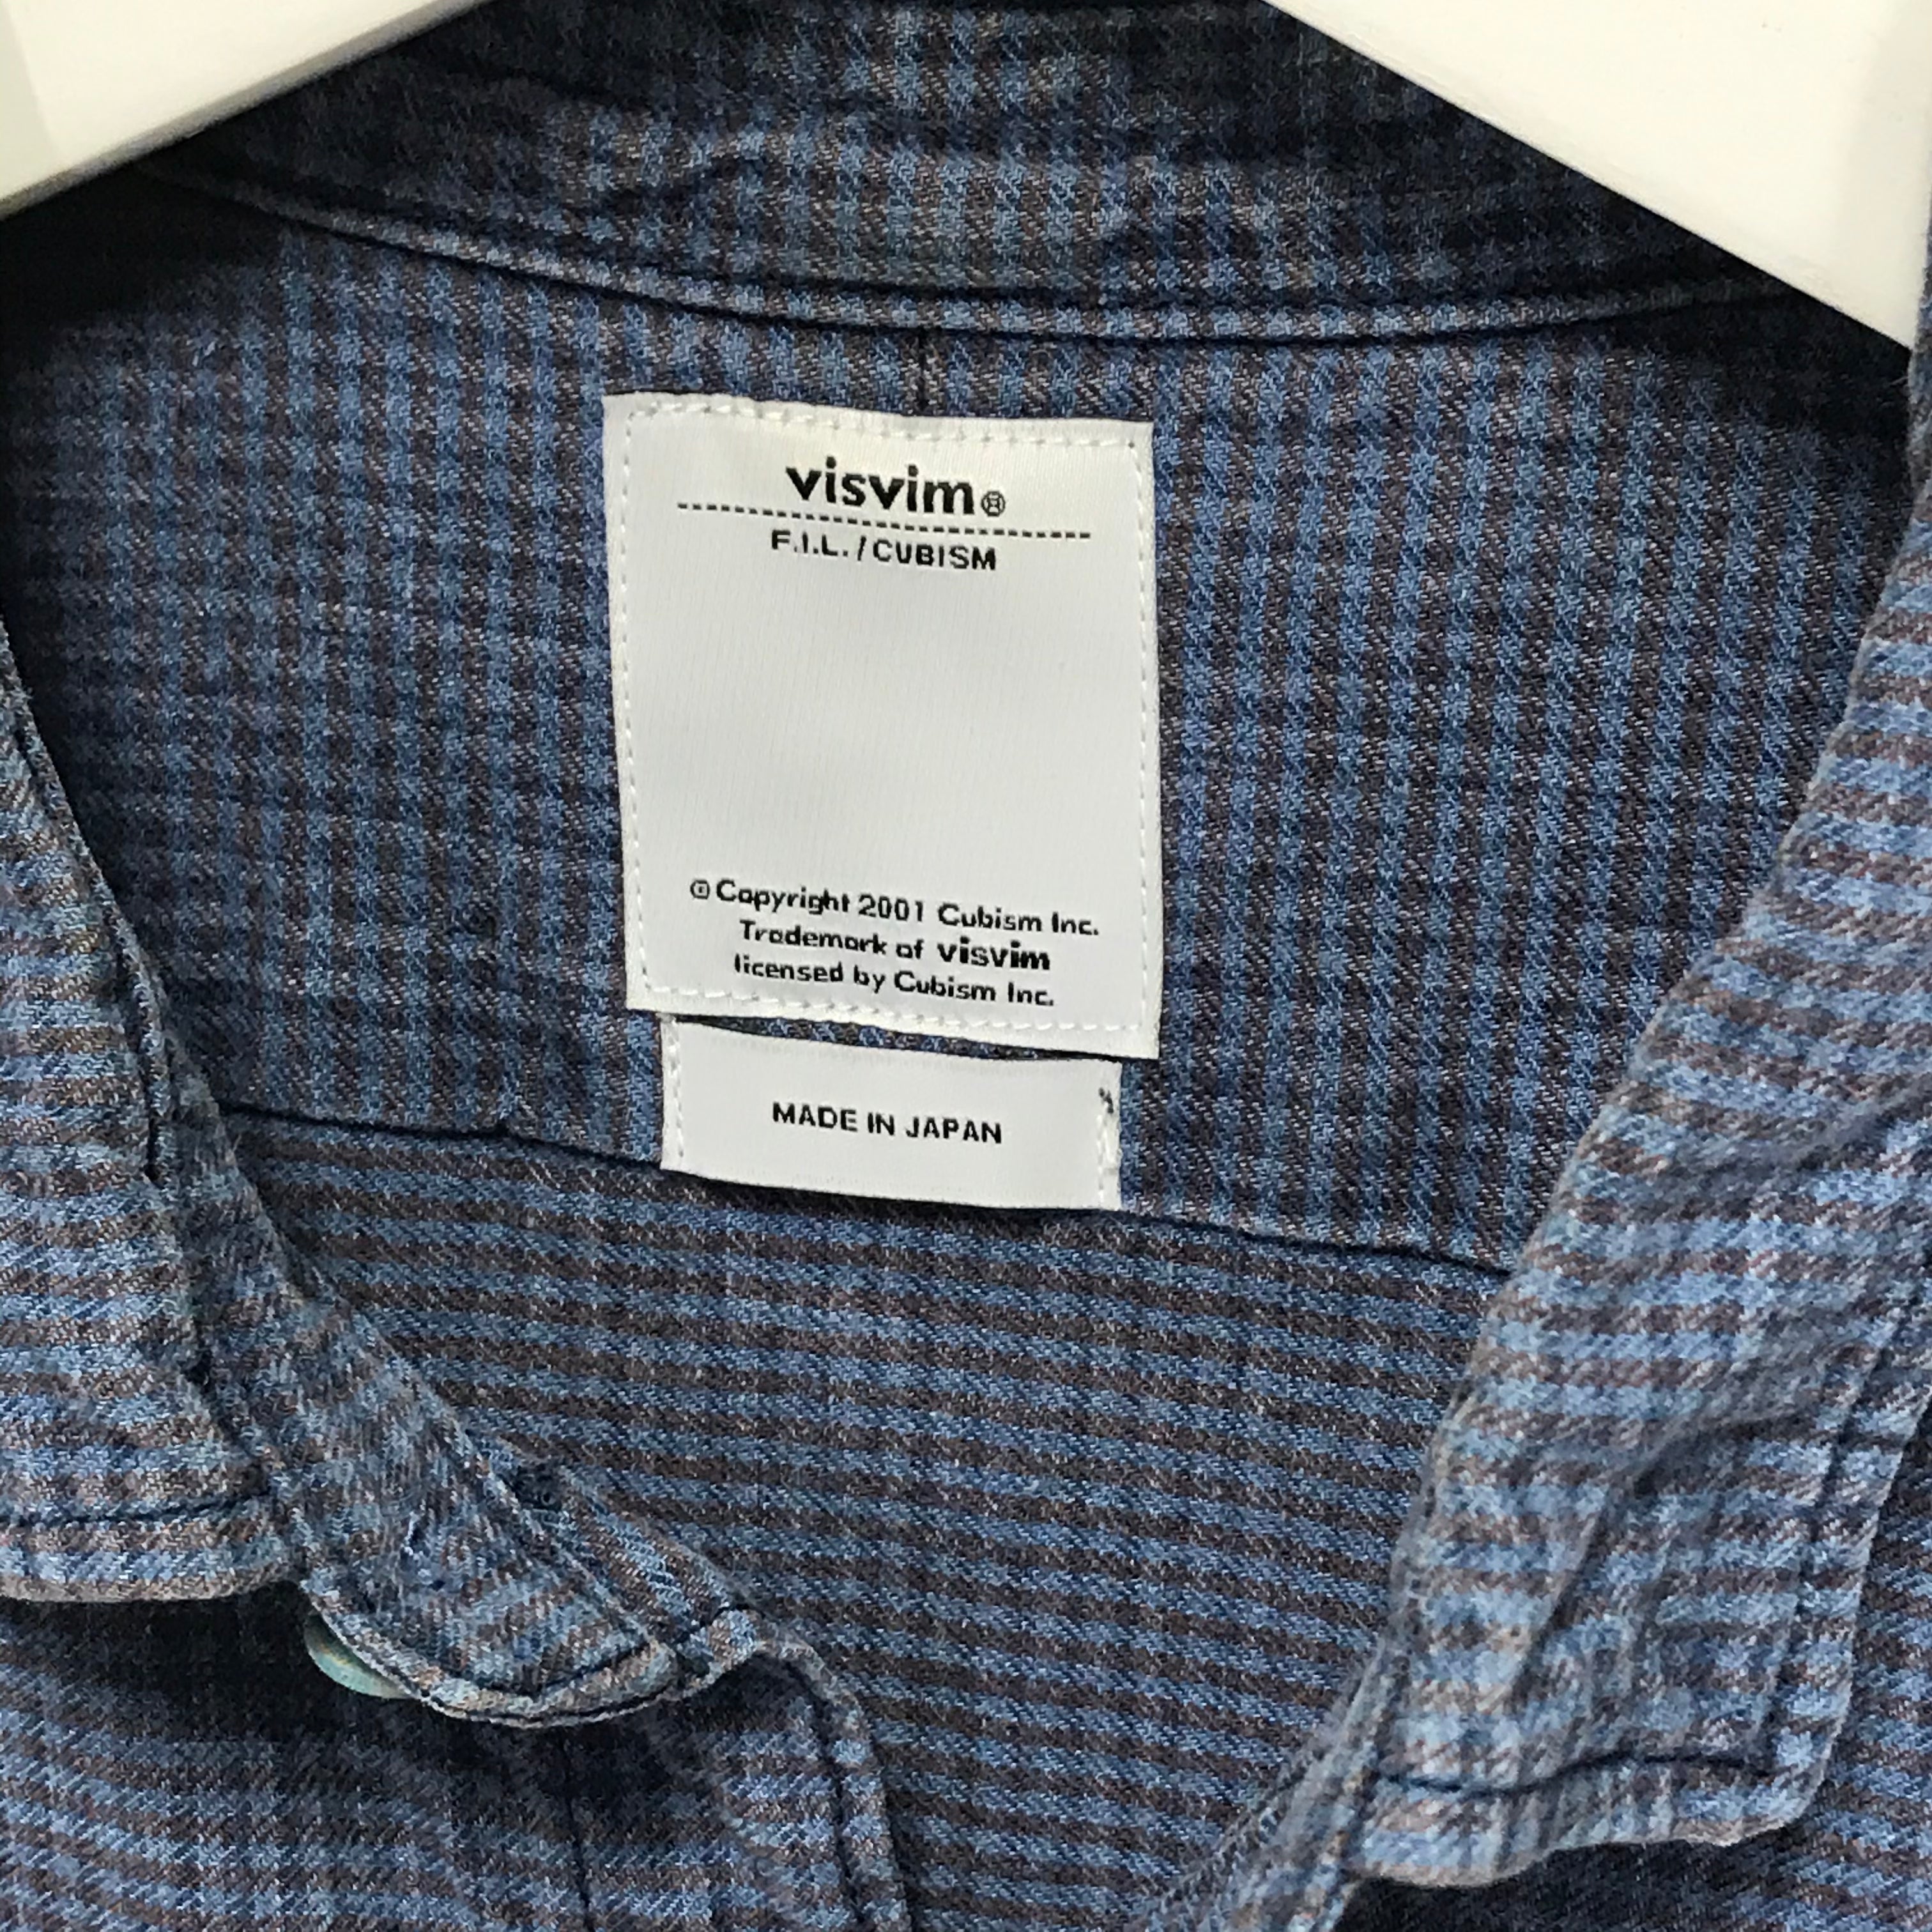 visvim®
F.I.L./CUBISM
© Copyright 2001 Cubism Inc.
Trademark of visvim
licensed by Cubism Inc.
MADE IN JAPAN